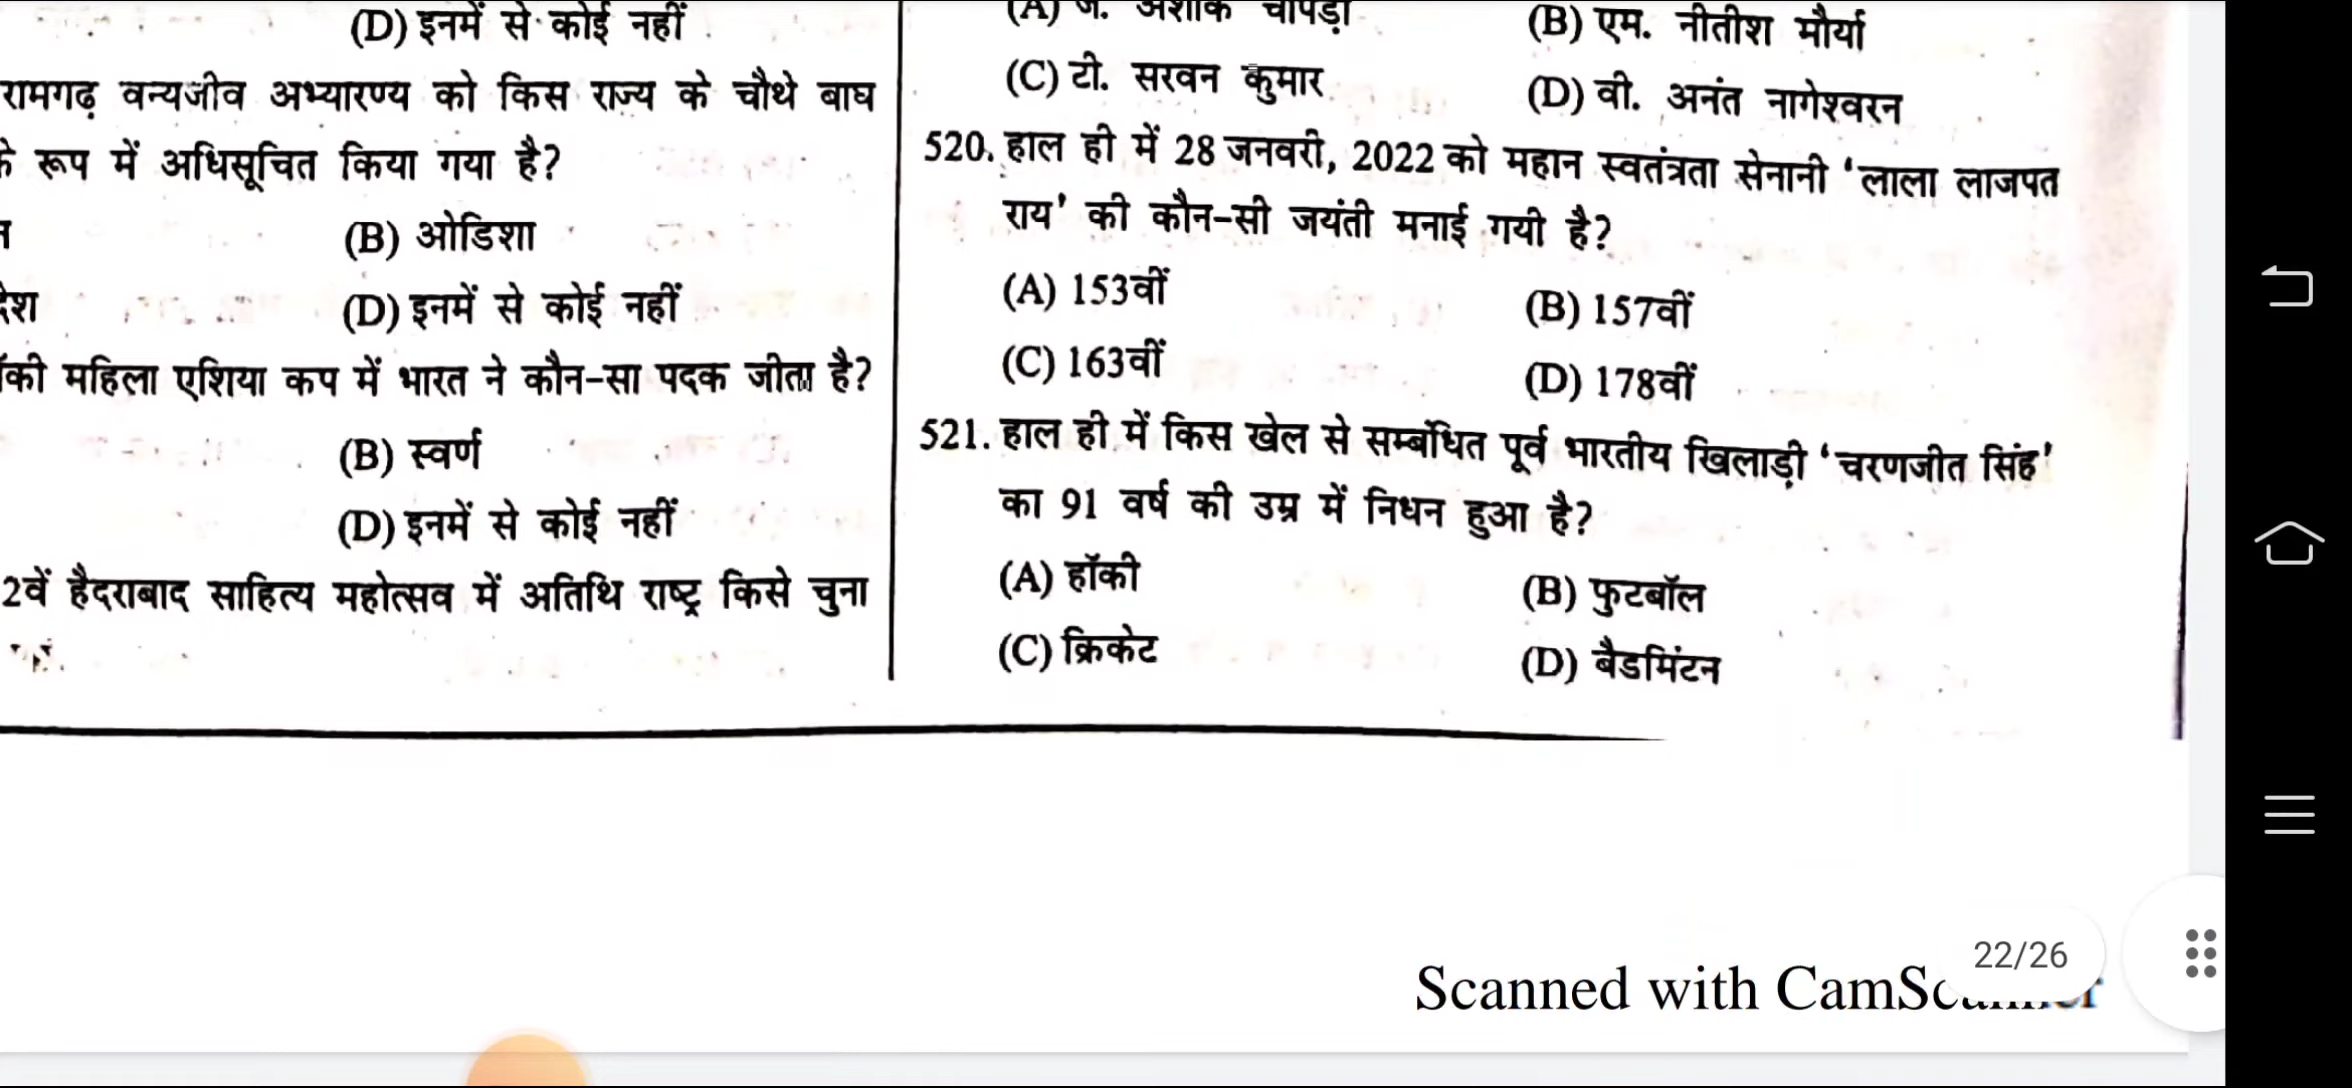 (D) इनमें से कोई नहीं
रामगढ़ वन्यजीव अभ्यारण्य को किस राज्य के चौथे बाघ
के रूप में अधिसूचित किया गया है?
(B) ओडिशा
(D) इनमें से कोई नहीं
महिला एशिया कप में भारत ने कौन-सा पदक जीता है?
(B) स्वर्ण
(D) इनमें से कोई नहीं
2वें हैदराबाद साहित्य महोत्सव में अतिथि राष्ट्र किसे चुना
(B) एम. नीतीश मौर्या
(C) टी. सरवन कुमार
(D) वी. अनंत नागेश्वरन
520. हाल ही में 28 जनवरी, 2022 को महान स्वतंत्रता सेनानी ‘लाला लाजपत
राय’ की कौन-सी जयंती मनाई गयी है?
(A) 153वीं
(B) 157वीं
(C) 163वीं
(D) 178वीं
521. हाल ही में किस खेल से सम्बंधित पूर्व भारतीय खिलाड़ी ‘चरणजीत सिंह’
का 91 वर्ष की उम्र में निधन हुआ है?
(A) हॉकी
(B) फुटबॉल
(C) क्रिकेट
(D) बैडमिंटन
22/26
Scanned with